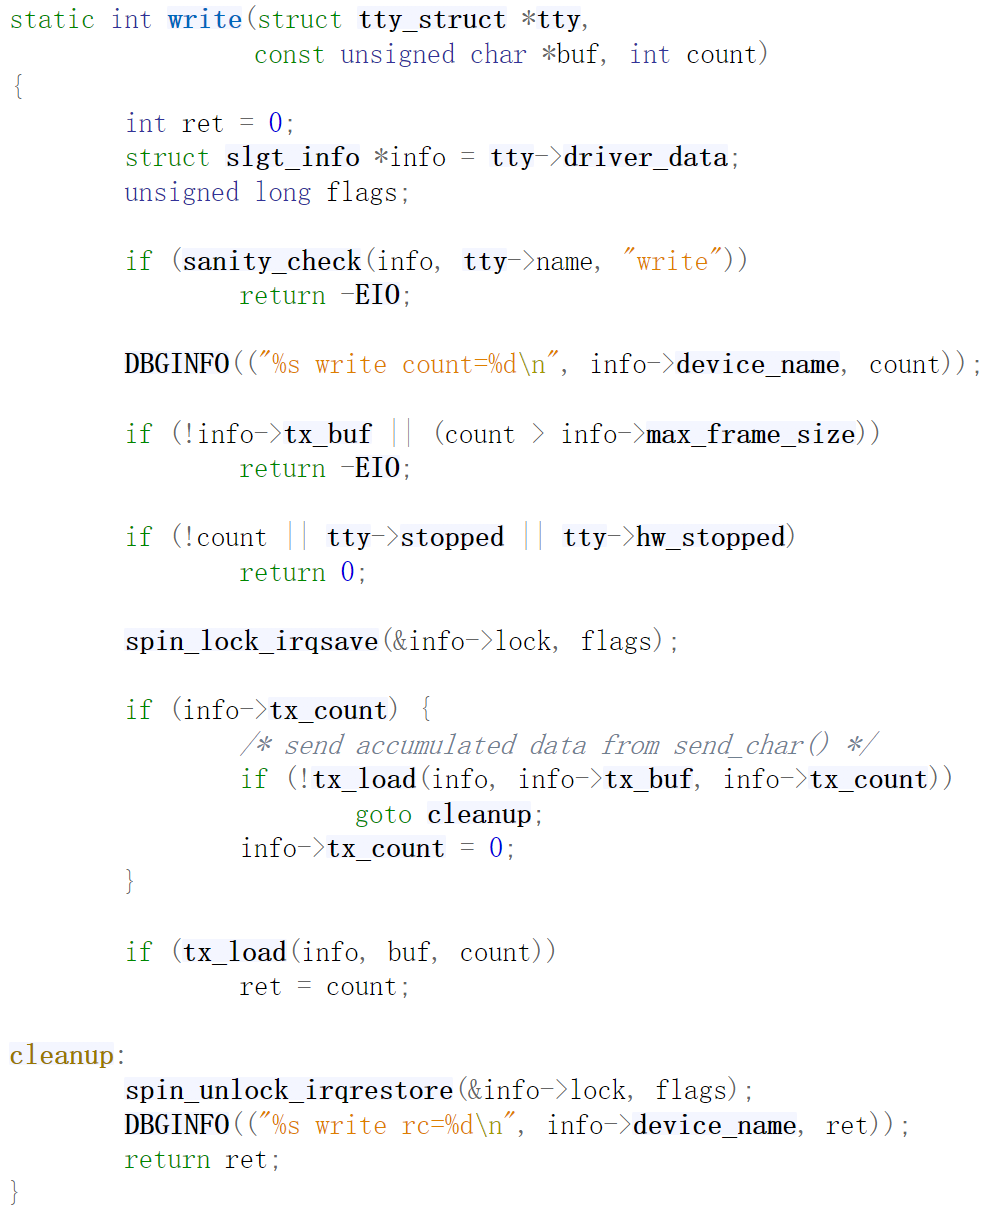 static int write(struct tty_struct *tty,
                 const unsigned char *buf, int count)
{
        int ret = 0;
        struct slgt_info *info = tty->driver_data;
        unsigned long flags;

        if (sanity_check(info, tty->name, "write"))
                return -EIO;

        DBGINFO(("%s write count=%d\n", info->device_name, count));

        if (!info->tx_buf || (count > info->max_frame_size))
                return -EIO;

        if (!count || tty->stopped || tty->hw_stopped)
                return 0;

        spin_lock_irqsave(&info->lock, flags);

        if (info->tx_count) {
                /* send accumulated data from send_char() */
                if (!tx_load(info, info->tx_buf, info->tx_count))
                        goto cleanup;
                info->tx_count = 0;
        }

        if (tx_load(info, buf, count))
                ret = count;

cleanup:
        spin_unlock_irqrestore(&info->lock, flags);
        DBGINFO(("%s write rc=%d\n", info->device_name, ret));
        return ret;
}